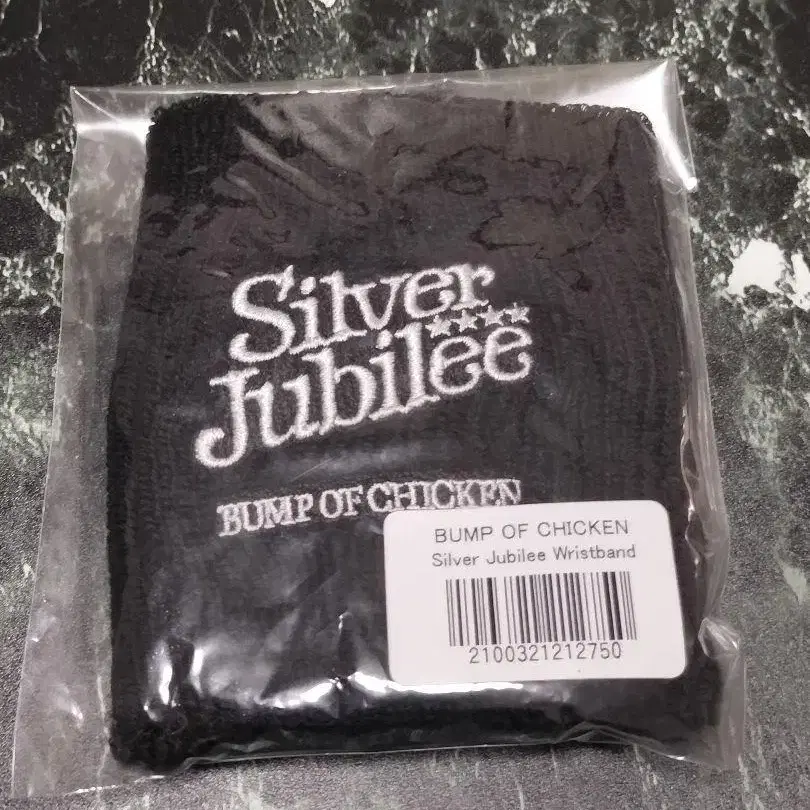 Silver
Jubilee
BUMP OF CHICKEN
BUMP OF CHICKEN
Silver Jubilee Wristband
2100321212750